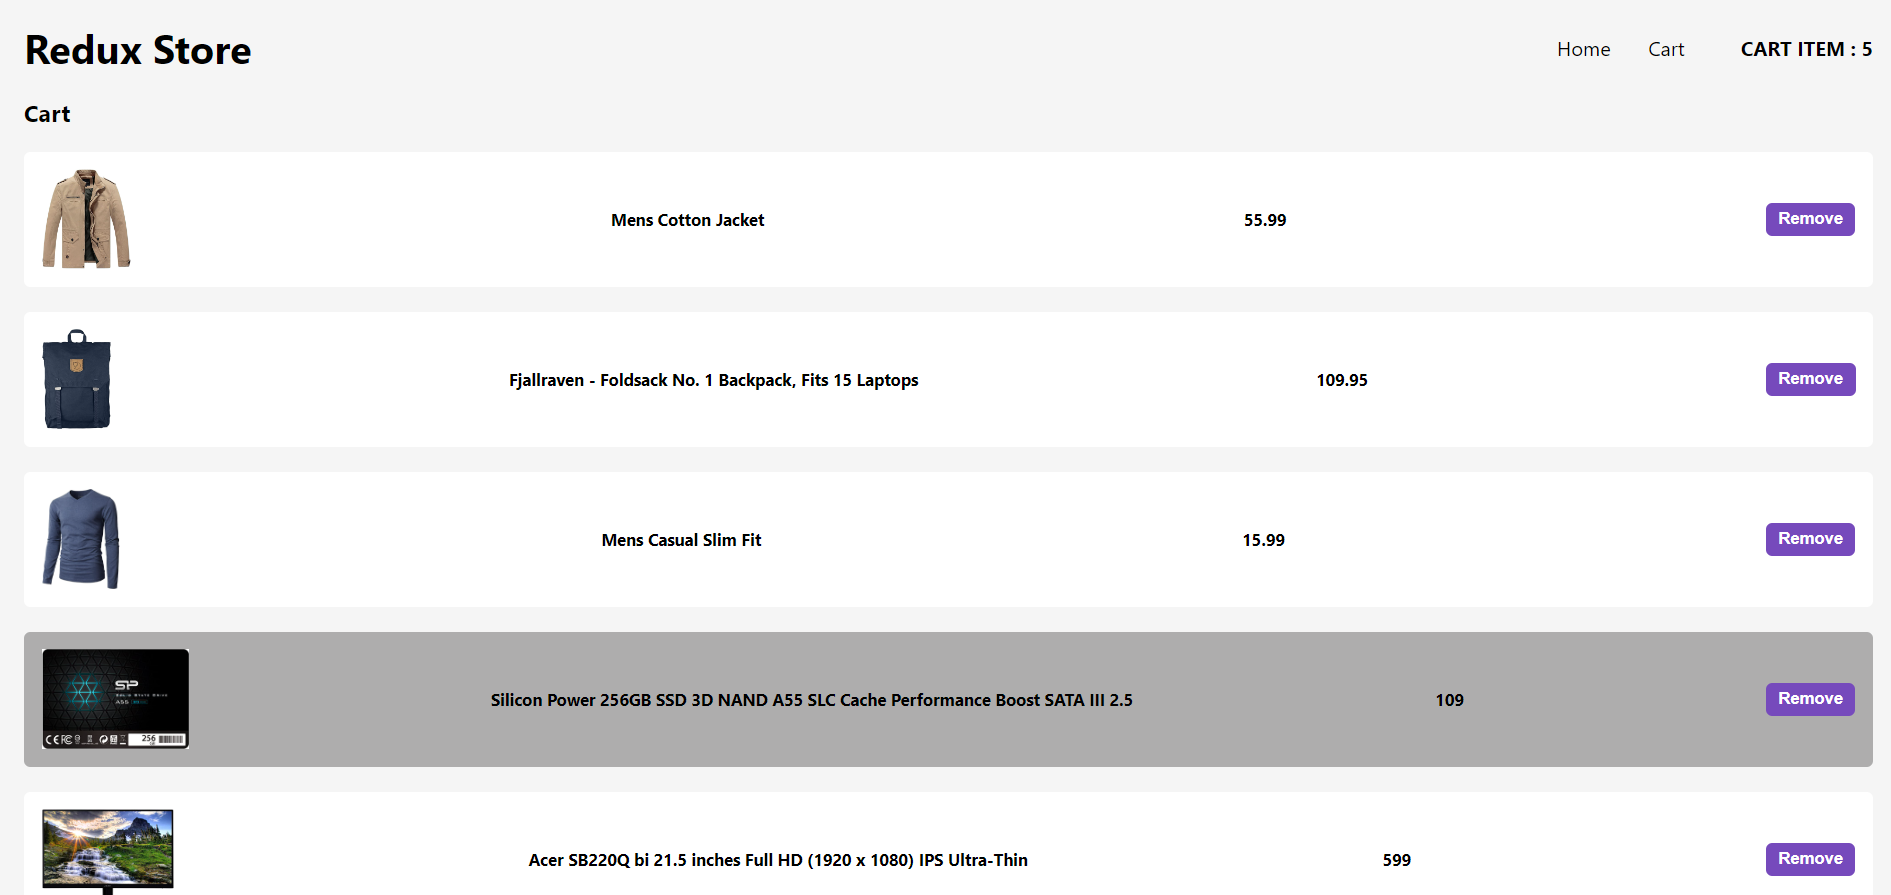 Redux Store
Home Cart CART ITEM : 5
Cart
Mens Cotton Jacket 55.99 Remove
Fjallraven - Foldsack No. 1 Backpack, Fits 15 Laptops 109.95 Remove
Mens Casual Slim Fit 15.99 Remove
SP
A55
256
Silicon Power 256GB SSD 3D NAND A55 SLC Cache Performance Boost SATA III 2.5 109 Remove
Acer SB220Q bi 21.5 inches Full HD (1920 x 1080) IPS Ultra-Thin 599 Remove